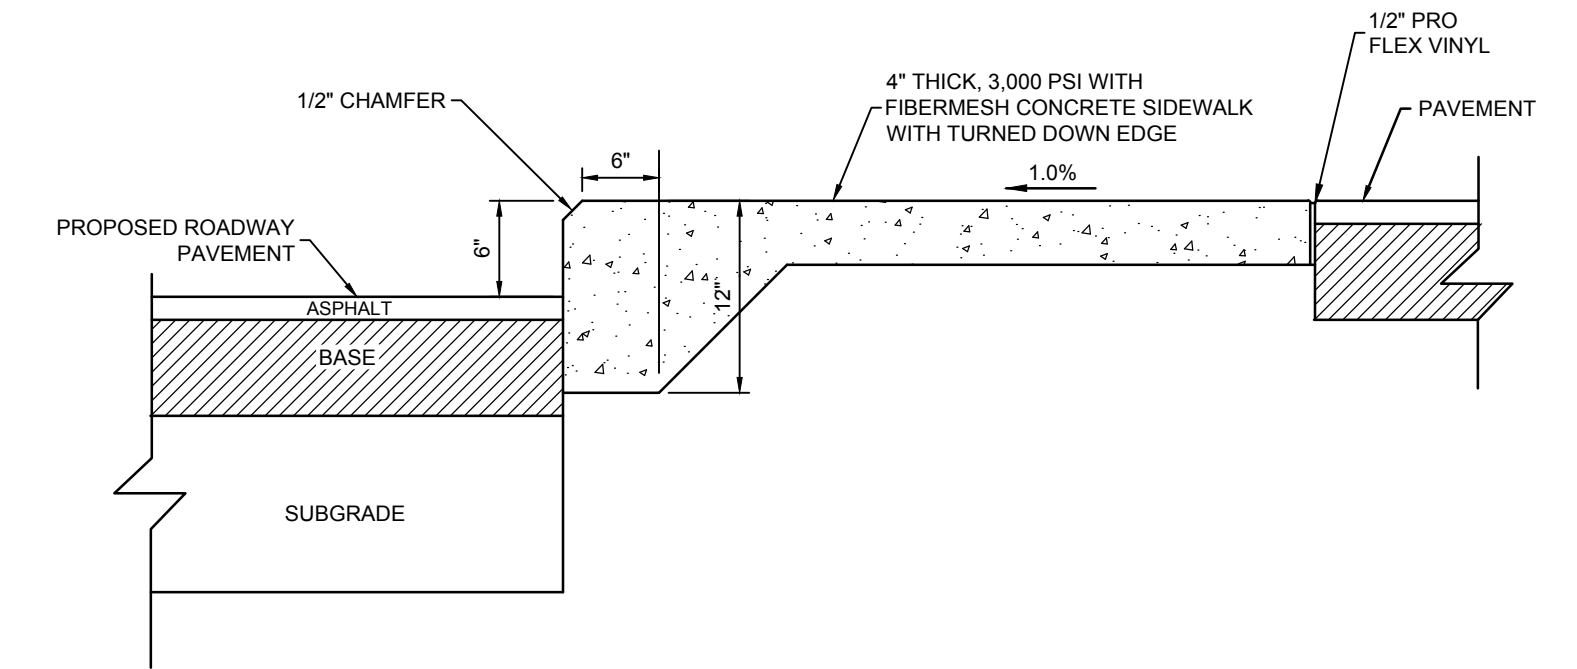 1/2" PRO
FLEX VINYL
4" THICK, 3,000 PSI WITH
FIBERMESH CONCRETE SIDEWALK
WITH TURNED DOWN EDGE
1/2" CHAMFER
PAVEMENT
6"
1.0%
PROPOSED ROADWAY
PAVEMENT
6"
12"
ASPHALT
BASE
SUBGRADE